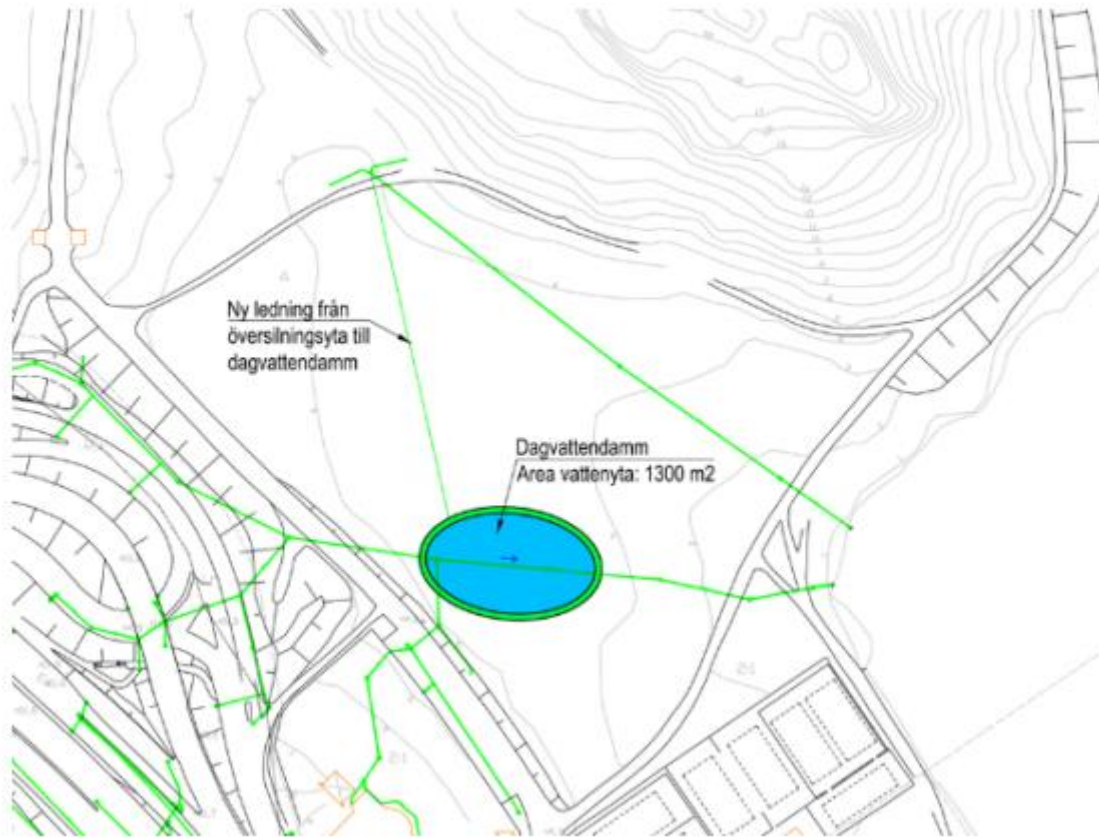 Ny ledning från
översilningsyta till
dagvattendamm
Dagvattendamm
Area vattenyta: 1300 m2